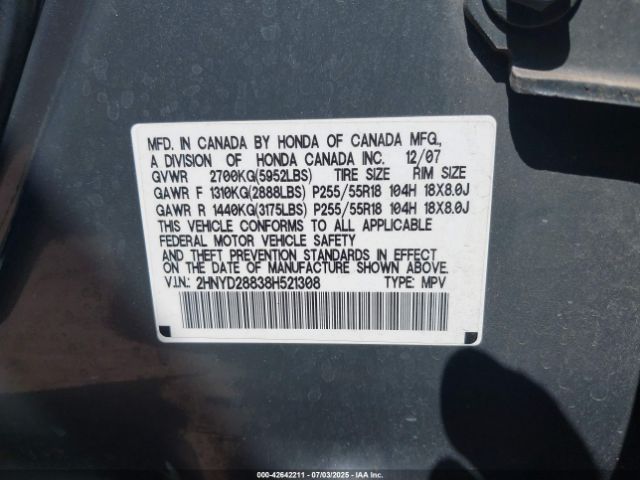 MFD. IN CANADA BY HONDA OF CANADA MFG.,
A DIVISION OF HONDA CANADA INC. 12/07
GVWR 2700KG(5952LBS) TIRE SIZE RIM SIZE
GAWR F 1310KG(2888LBS) P255/55R18 104H 18X8.0J
GAWR R 1440KG(3175LBS) P255/55R18 104H 18X8.0J
THIS VEHICLE CONFORMS TO ALL APPLICABLE
FEDERAL MOTOR VEHICLE SAFETY
AND THEFT PREVENTION STANDARDS IN EFFECT
ON THE DATE OF MANUFACTURE SHOWN ABOVE.
V.I.N.: 2HNYD28838H521308 TYPE: MPV
000-42642211 - 07/03/2025 - IAA Inc.